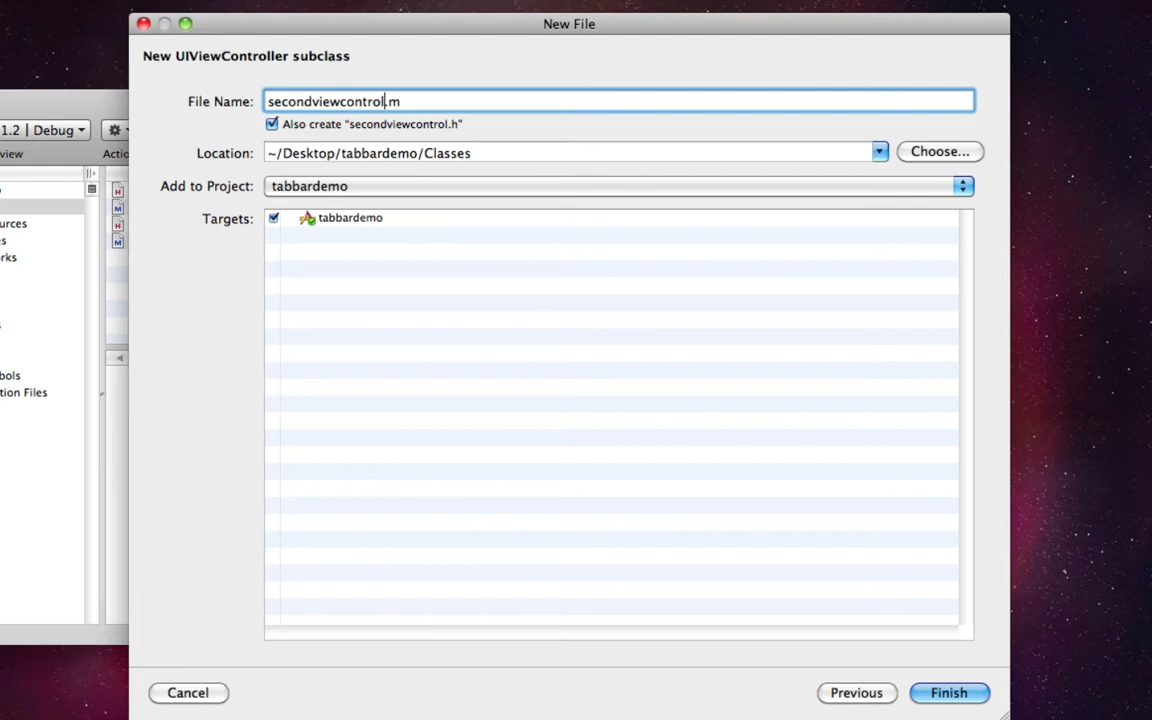 New File
New UIViewController subclass
File Name: secondviewcontrol.m
Also create "secondviewcontrol.h"
1.2 | Debug
view Actio
Location: ~/Desktop/tabbardemo/Classes Choose...
Add to Project: tabbardemo
Targets: tabbardemo
urces
es
rks
s
bols
tion Files
Cancel Previous Finish